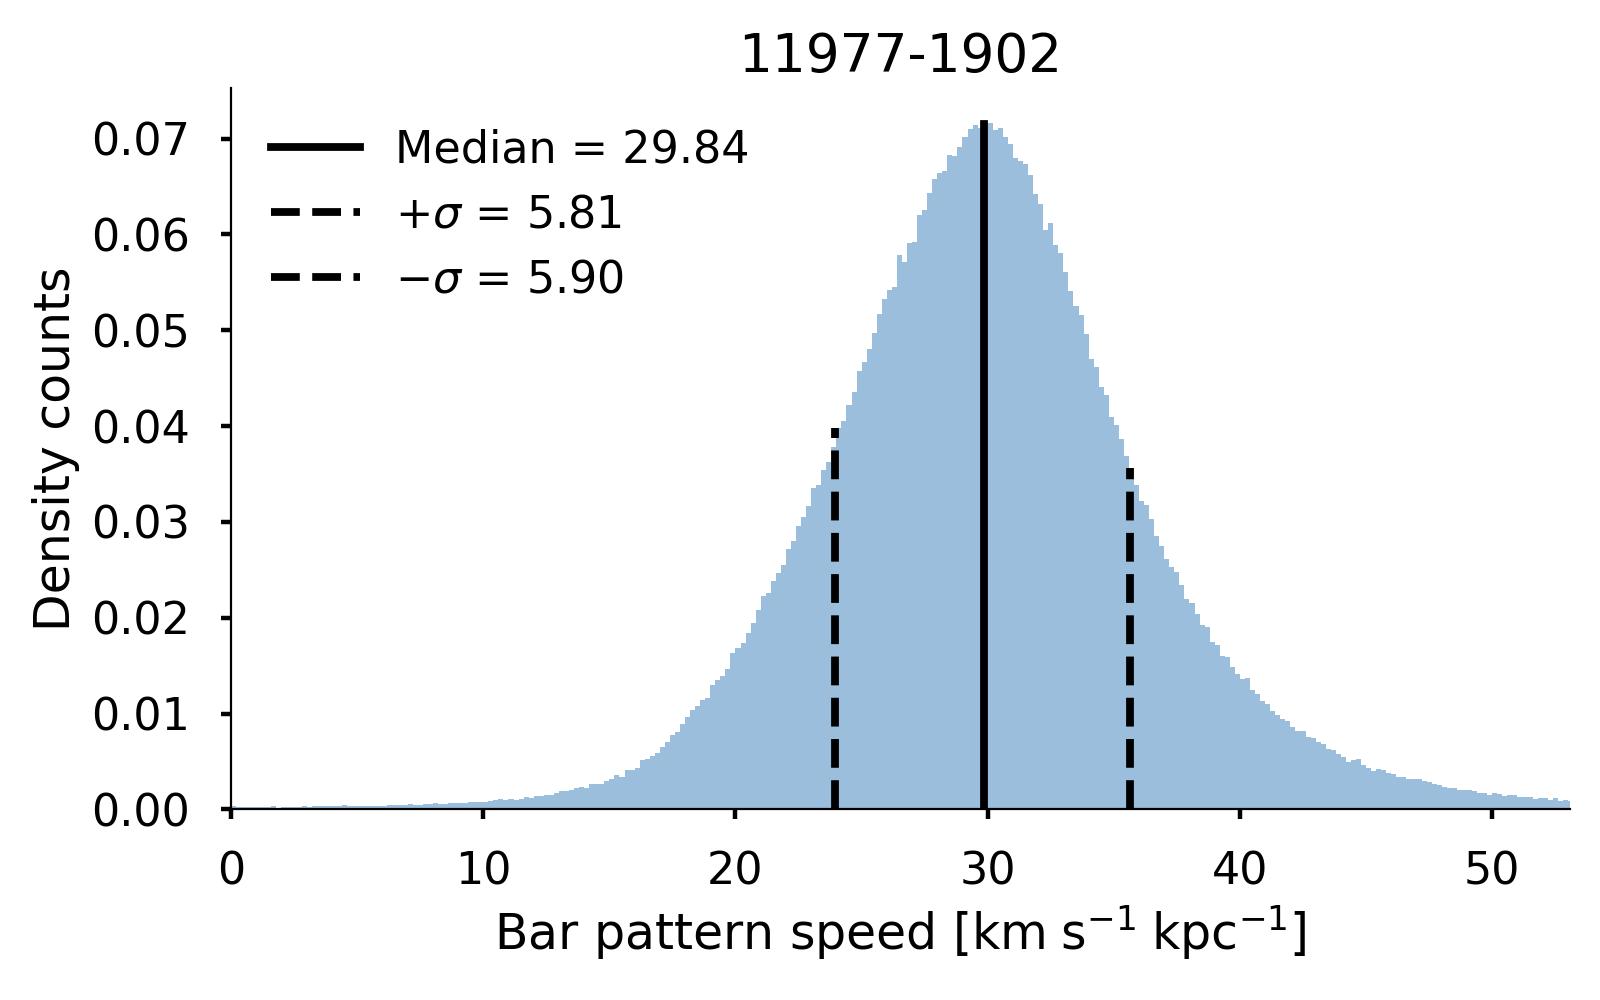 11977-1902
Median = 29.84
+σ = 5.81
−σ = 5.90
Density counts
0.07
0.06
0.05
0.04
0.03
0.02
0.01
0.00
0 10 20 30 40 50
Bar pattern speed [km s⁻¹ kpc⁻¹]